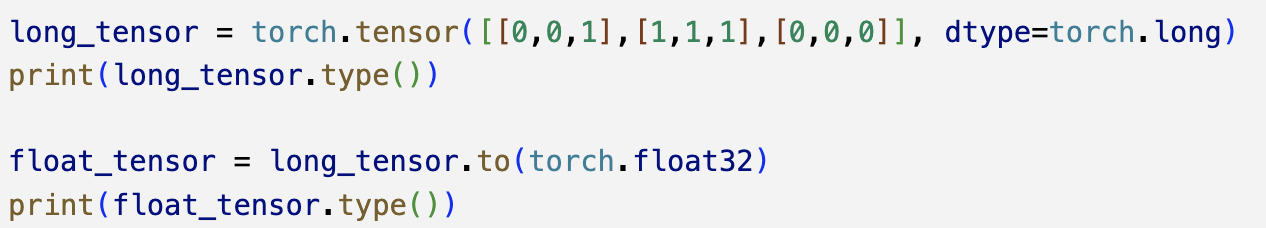 long_tensor = torch.tensor([[0,0,1],[1,1,1],[0,0,0]], dtype=torch.long)
print(long_tensor.type())
float_tensor = long_tensor.to(torch.float32)
print(float_tensor.type())